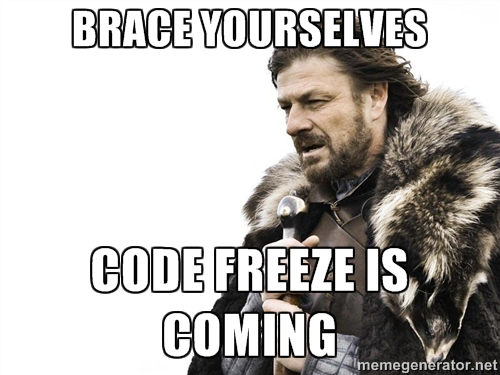 BRACE YOURSELVES
CODE FREEZE IS
COMING
memegenerator.net